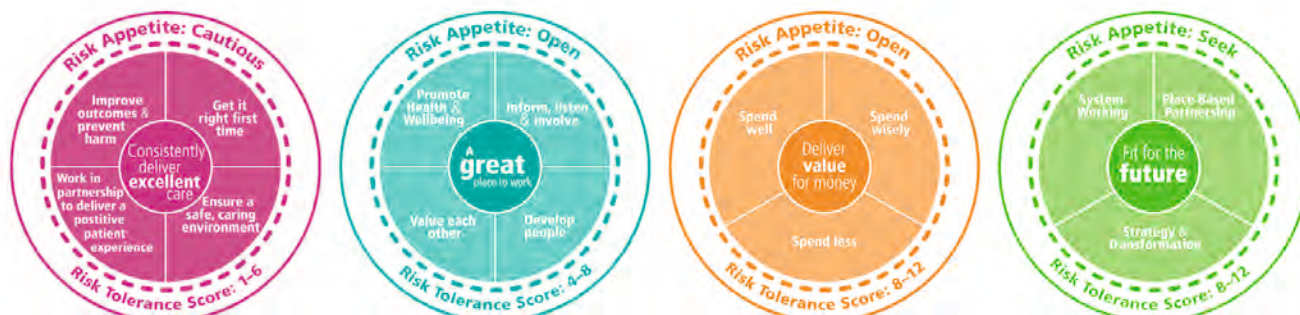 Risk Appetite: Cautious
Improve
outcomes &
prevent
harm
Get it
right first
time
Consistently
deliver
excellent
care
Work in
partnership
to deliver a
postitive
patient
experience
Ensure a
safe, caring
environment
Risk Tolerance Score: 1–6
Risk Appetite: Open
Promote
Health &
Wellbeing
Inform, listen
& involve
A
great
place to work
Value each
other
Develop
people
Risk Tolerance Score: 4–8
Risk Appetite: Open
Spend
well
Spend
wisely
Deliver
value
for money
Spend less
Risk Tolerance Score: 8–12
Risk Appetite: Seek
System
Working
Place-Based
Partnership
Fit for the
future
Strategy &
Transformation
Risk Tolerance Score: 8–12